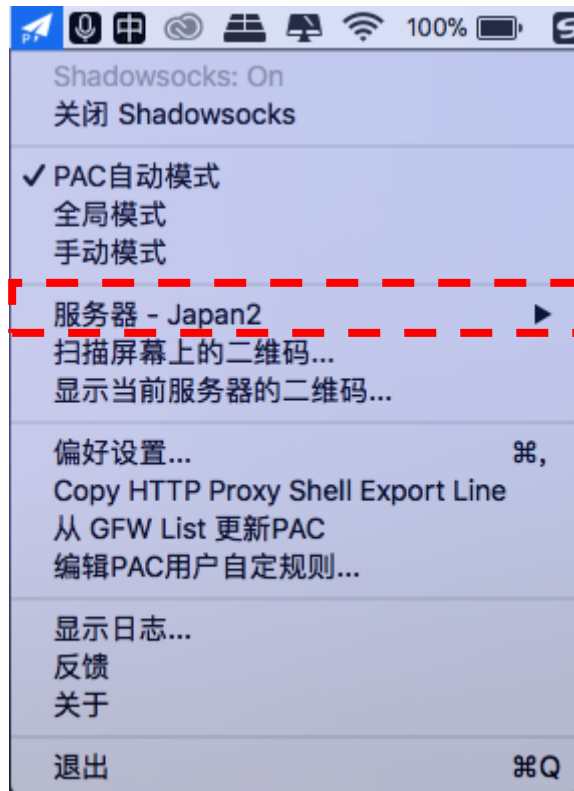 中 100%
Shadowsocks: On
关闭 Shadowsocks
✓ PAC自动模式
全局模式
手动模式
服务器 - Japan2 ▶
扫描屏幕上的二维码...
显示当前服务器的二维码...
偏好设置... ⌘,
Copy HTTP Proxy Shell Export Line
从 GFW List 更新PAC
编辑PAC用户自定规则...
显示日志...
反馈
关于
退出 ⌘Q